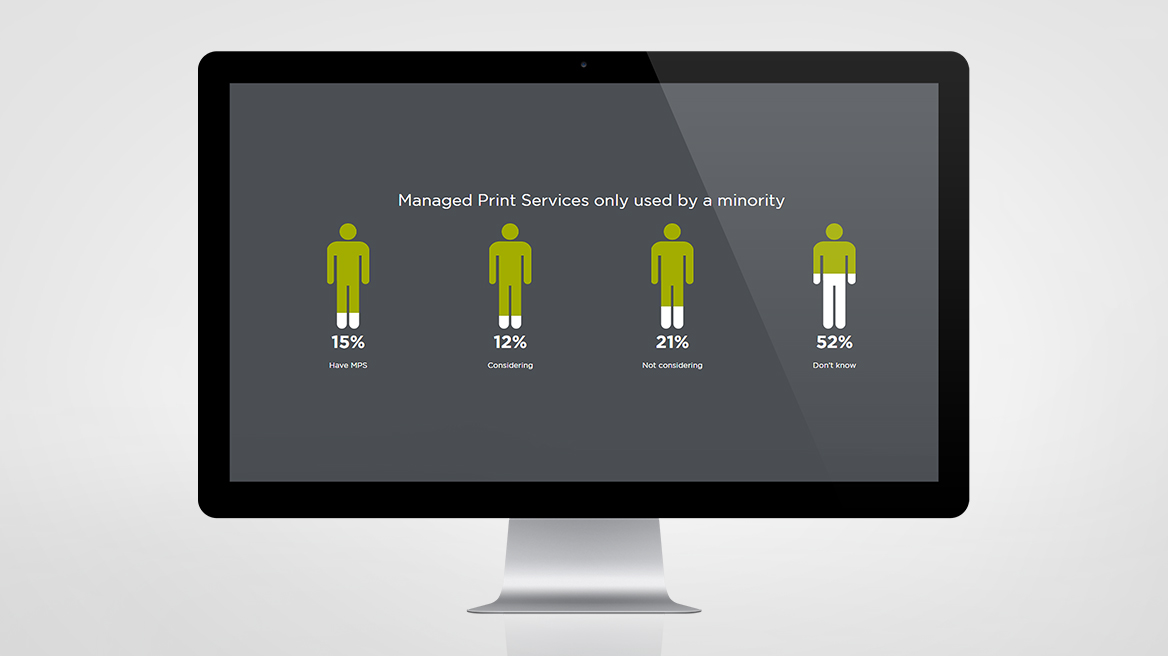 Managed Print Services only used by a minority
15% 12% 21% 52%
Have MPS Considering Not considering Don't know